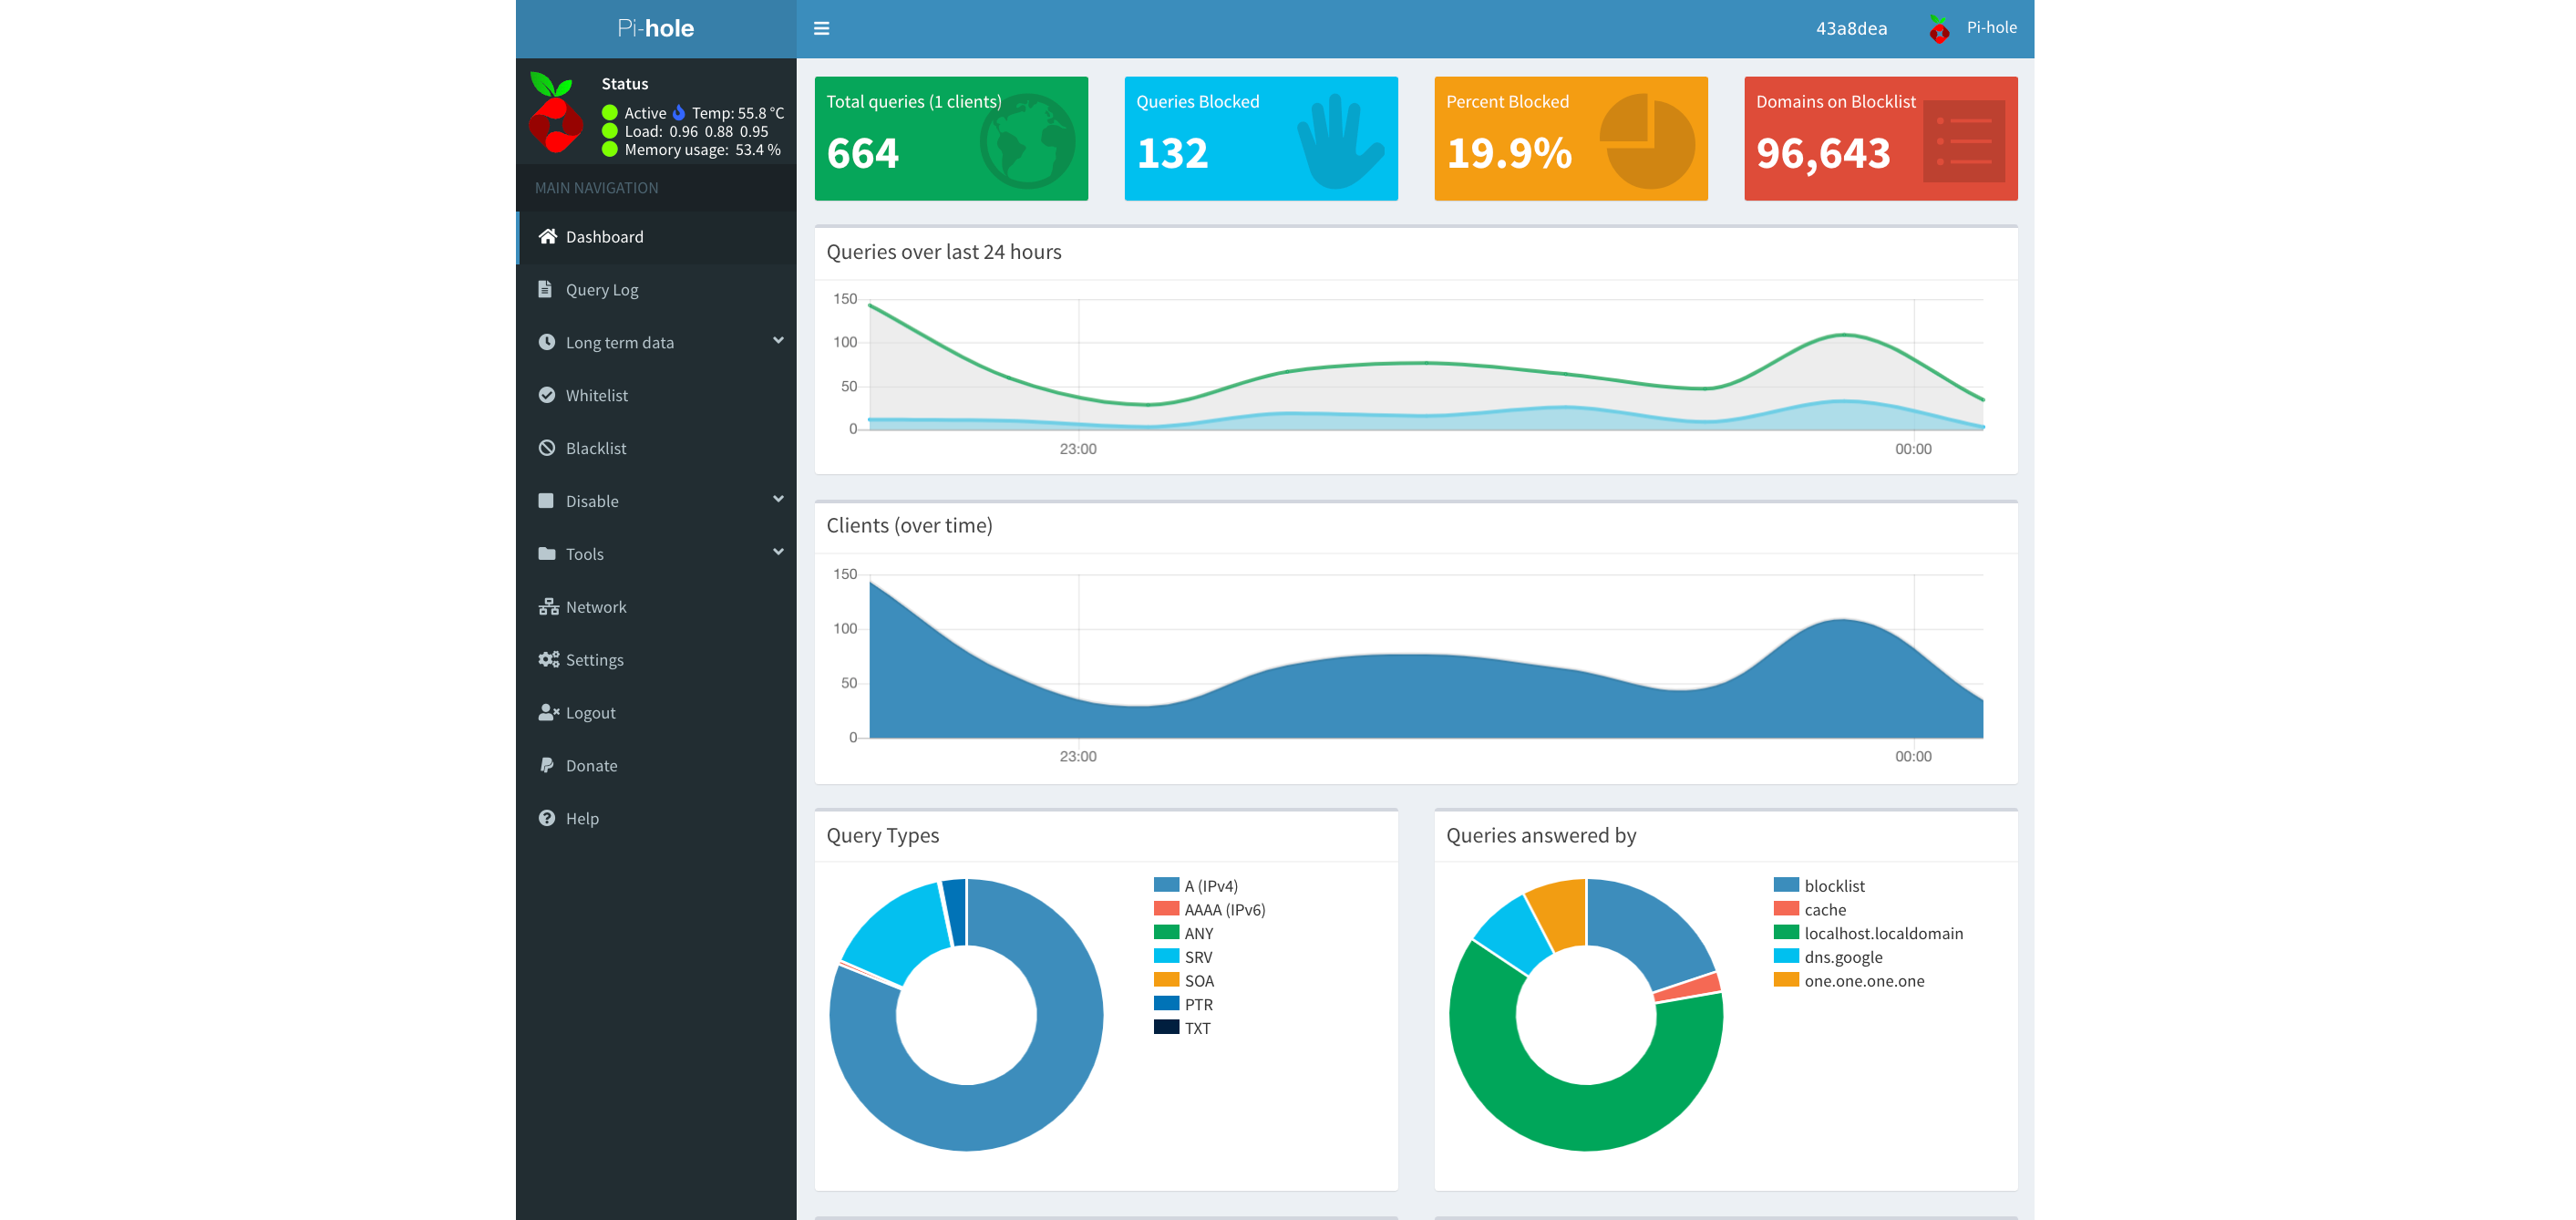 Pi-hole
43a8dea
Pi-hole
Status
Active Temp: 55.8 °C
Load: 0.96 0.88 0.95
Memory usage: 53.4 %
MAIN NAVIGATION
Dashboard
Query Log
Long term data
Whitelist
Blacklist
Disable
Tools
Network
Settings
Logout
Donate
Help
Total queries (1 clients)
664
Queries Blocked
132
Percent Blocked
19.9%
Domains on Blocklist
96,643
Queries over last 24 hours
150
100
50
0
23:00
00:00
Clients (over time)
150
100
50
0
23:00
00:00
Query Types
A (IPv4)
AAAA (IPv6)
ANY
SRV
SOA
PTR
TXT
Queries answered by
blocklist
cache
localhost.localdomain
dns.google
one.one.one.one